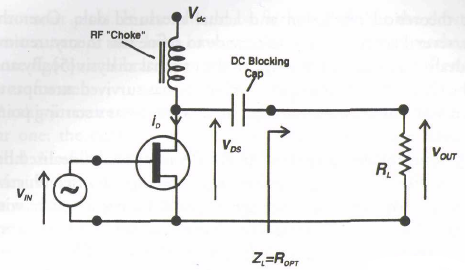 V_dc
RF "Choke"
DC Blocking
Cap
i_D
V_IN
V_DS
R_L
V_OUT
Z_L=R_OPT